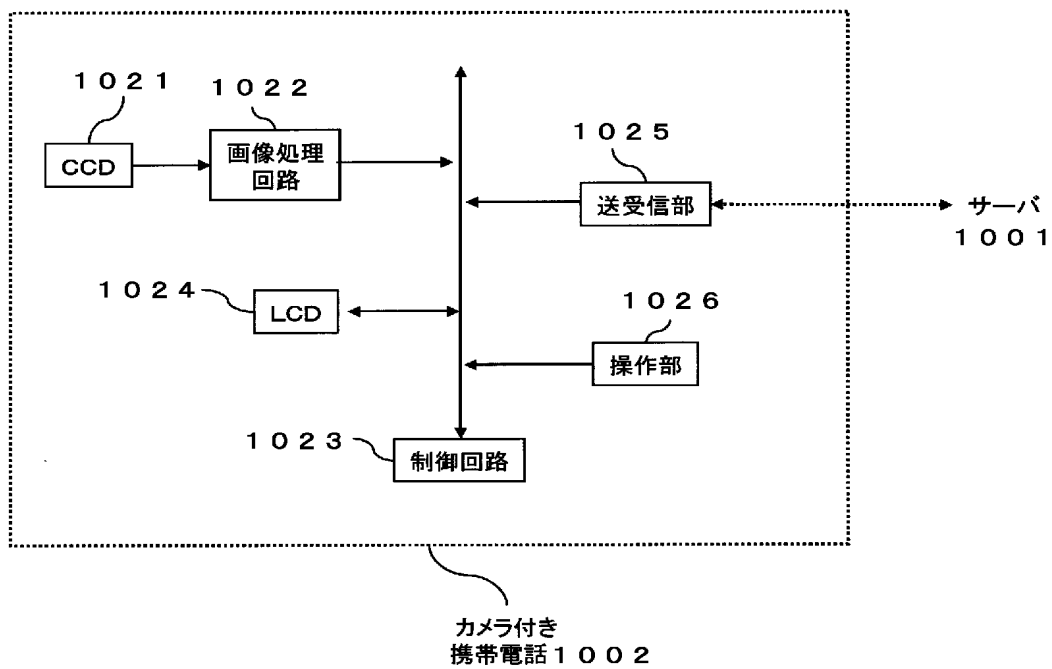 １０２１
１０２２
CCD
画像処理
回路
１０２５
送受信部
サーバ
１００１
１０２４
LCD
１０２６
操作部
１０２３
制御回路
カメラ付き
携帯電話１００２